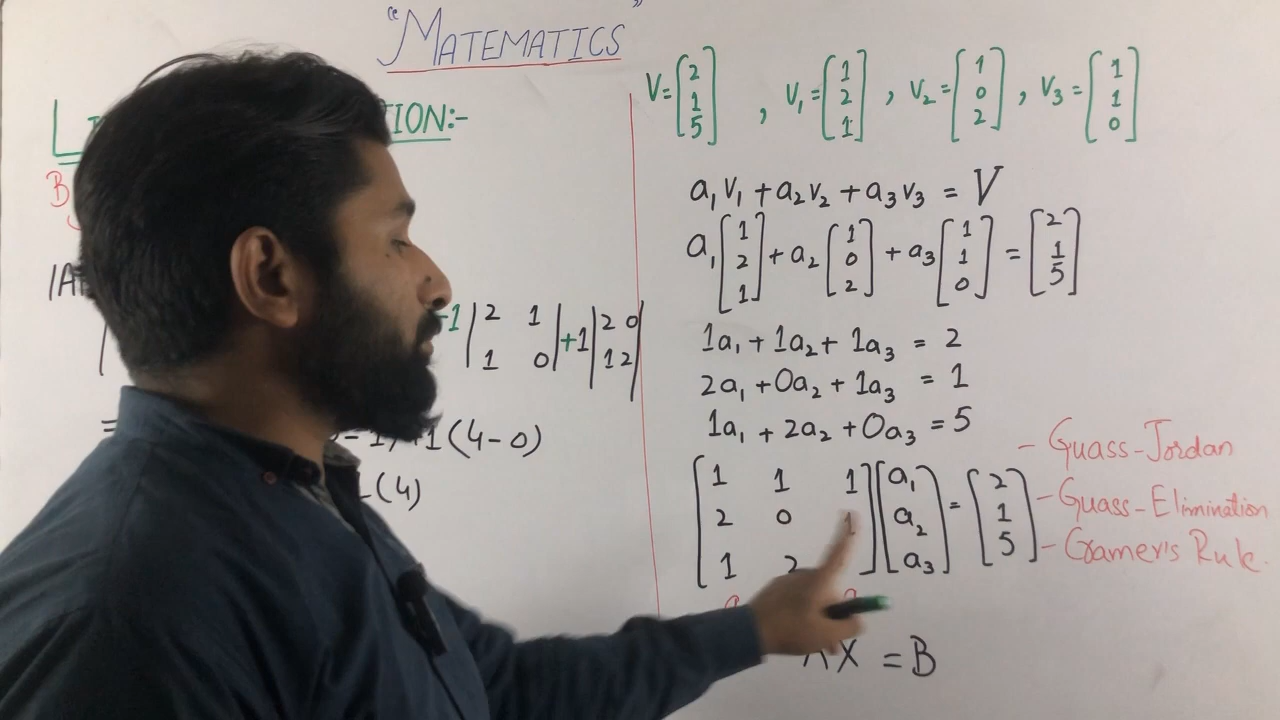 "MATEMATICS"
ION:-
B
|A
-1 |2 1| +1 |2 0|
|1 0| |1 2|
=
-1)+1(4-0)
(4)
V = [2 1 5] , V₁ = [1 2 1] , V₂ = [1 0 2] , V₃ = [1 1 0]
a₁V₁ + a₂V₂ + a₃V₃ = V
a₁ [1 2 1] + a₂ [1 0 2] + a₃ [1 1 0] = [2 1 5]
1a₁ + 1a₂ + 1a₃ = 2
2a₁ + 0a₂ + 1a₃ = 1
1a₁ + 2a₂ + 0a₃ = 5
[1 1 1] [a₁] = [2]
[2 0 1] [a₂] [1]
[1 2 ] [a₃] [5]
- Guass-Jordan
- Guass-Elimination
- Cramer's Rule.
X = B